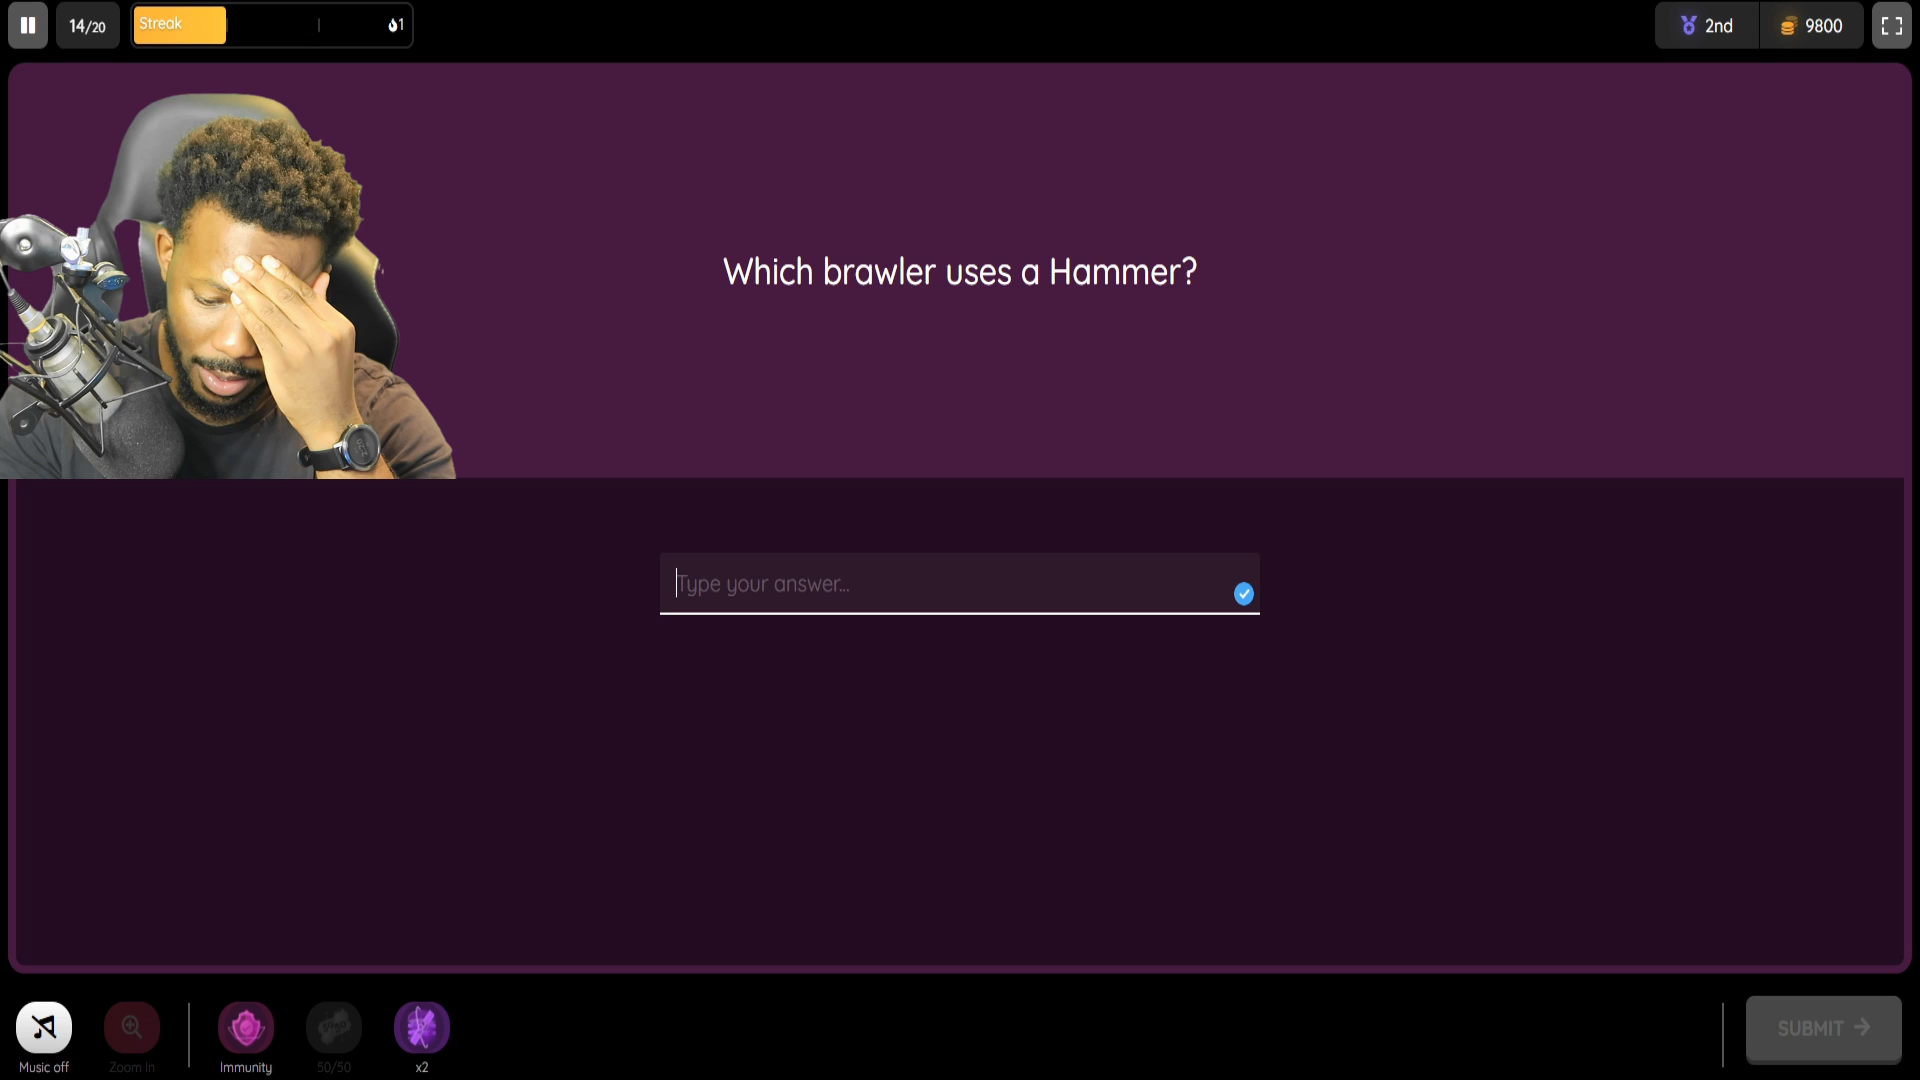 14/20
Streak
1
2nd
9800
Which brawler uses a Hammer?
Type your answer...
Music off
Zoom In
Immunity
50/50
x2
SUBMIT